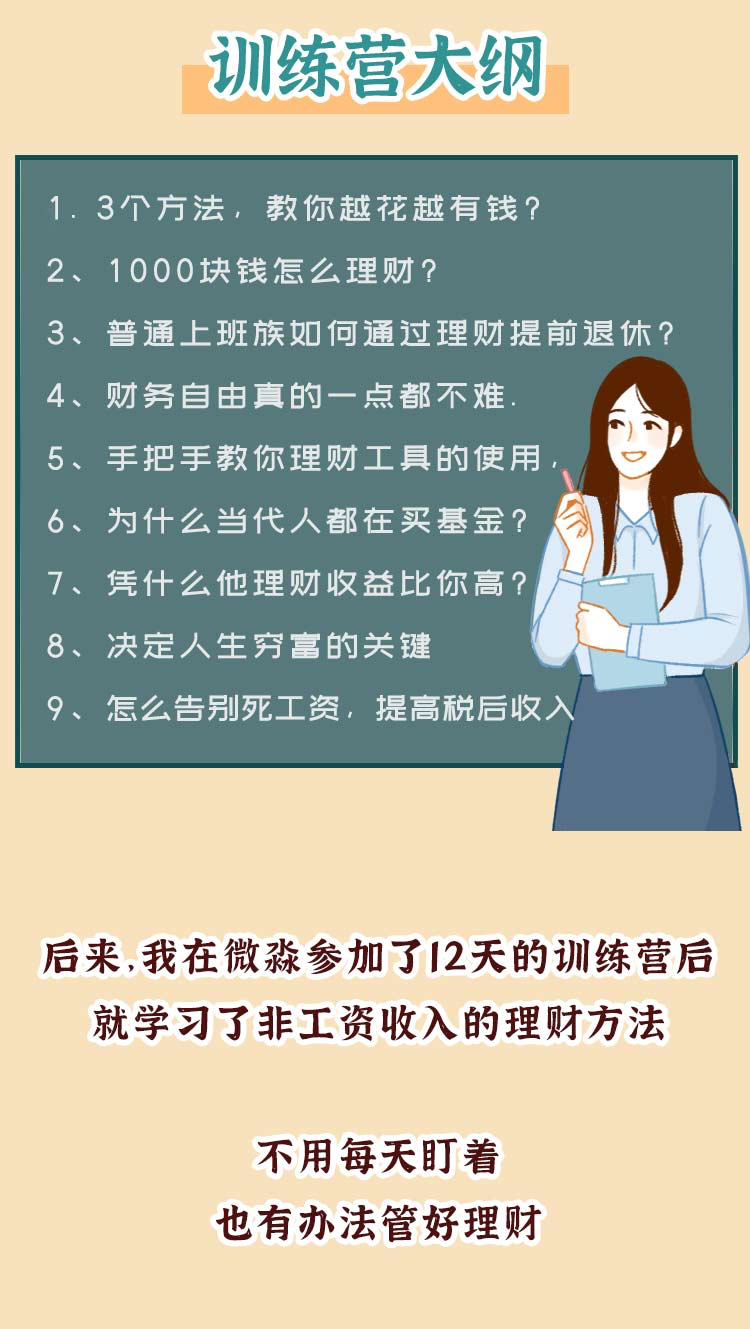 训练营大纲
1. 3个方法，教你越花越有钱？
2、1000块钱怎么理财？
3、普通上班族如何通过理财提前退休？
4、财务自由真的一点都不难.
5、手把手教你理财工具的使用，
6、为什么当代人都在买基金？
7、凭什么他理财收益比你高？
8、决定人生穷富的关键
9、怎么告别死工资，提高税后收入
后来,我在微淼参加了12天的训练营后
就学习了非工资收入的理财方法
不用每天盯着
也有办法管好理财